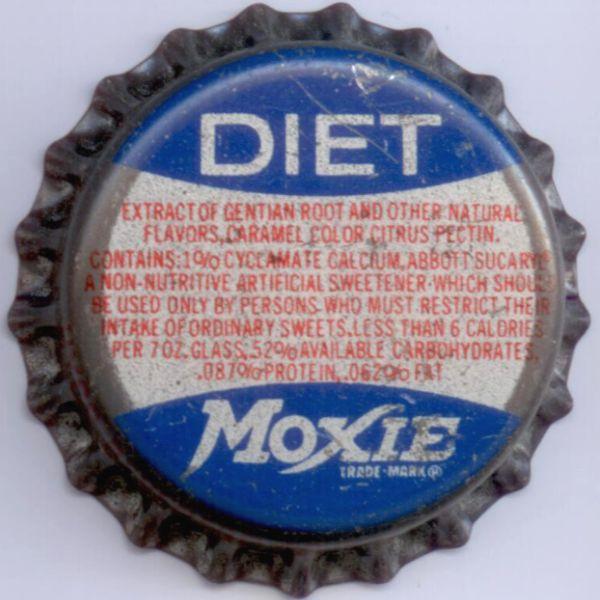 DIET
EXTRACT OF GENTIAN ROOT AND OTHER NATURAL
FLAVORS, CARAMEL COLOR, CITRUS PECTIN.
CONTAINS: .1% CYCLAMATE CALCIUM, ABBOTT SUCARYL
A NON-NUTRITIVE ARTIFICIAL SWEETENER-WHICH SHOUL
BE USED ONLY BY PERSONS WHO MUST RESTRICT THEIR
INTAKE OF ORDINARY SWEETS. LESS THAN 6 CALORIES
PER 7 OZ. GLASS, .52% AVAILABLE CARBOHYDRATES,
.087% PROTEIN, .062% FAT
MOXIE
TRADE-MARK ®